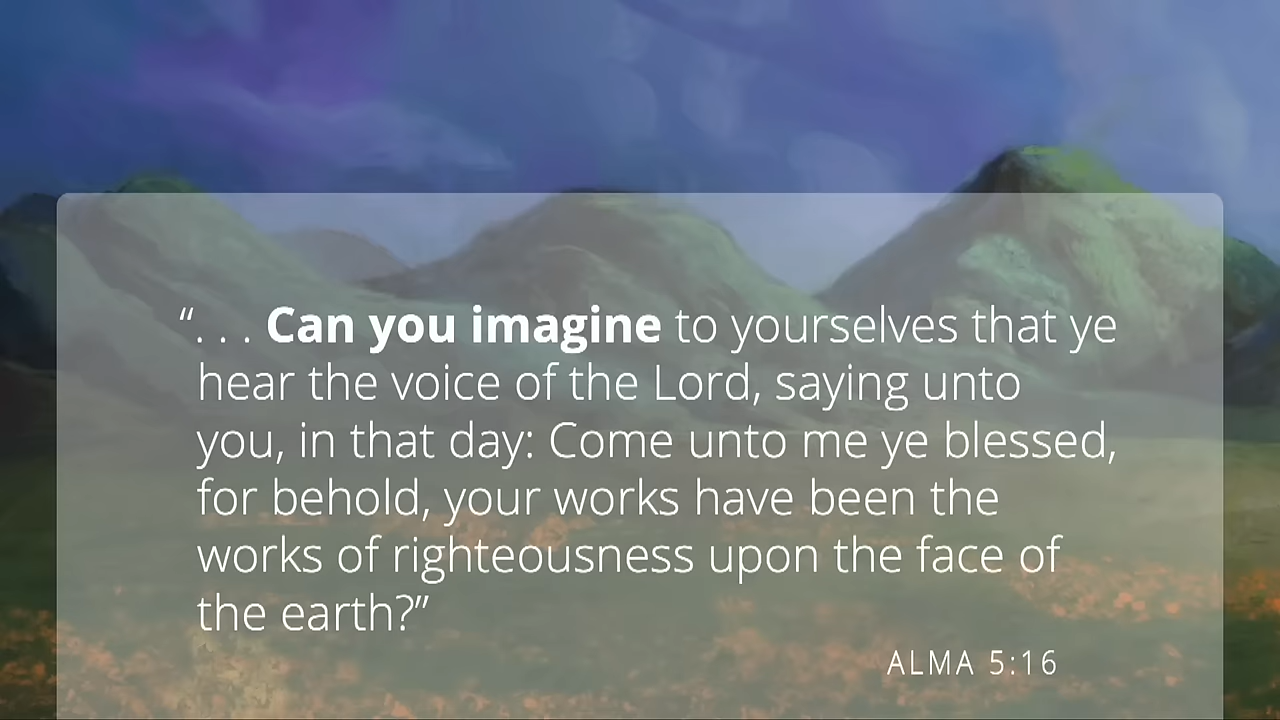 “. . . Can you imagine to yourselves that ye
hear the voice of the Lord, saying unto
you, in that day: Come unto me ye blessed,
for behold, your works have been the
works of righteousness upon the face of
the earth?”
ALMA 5:16